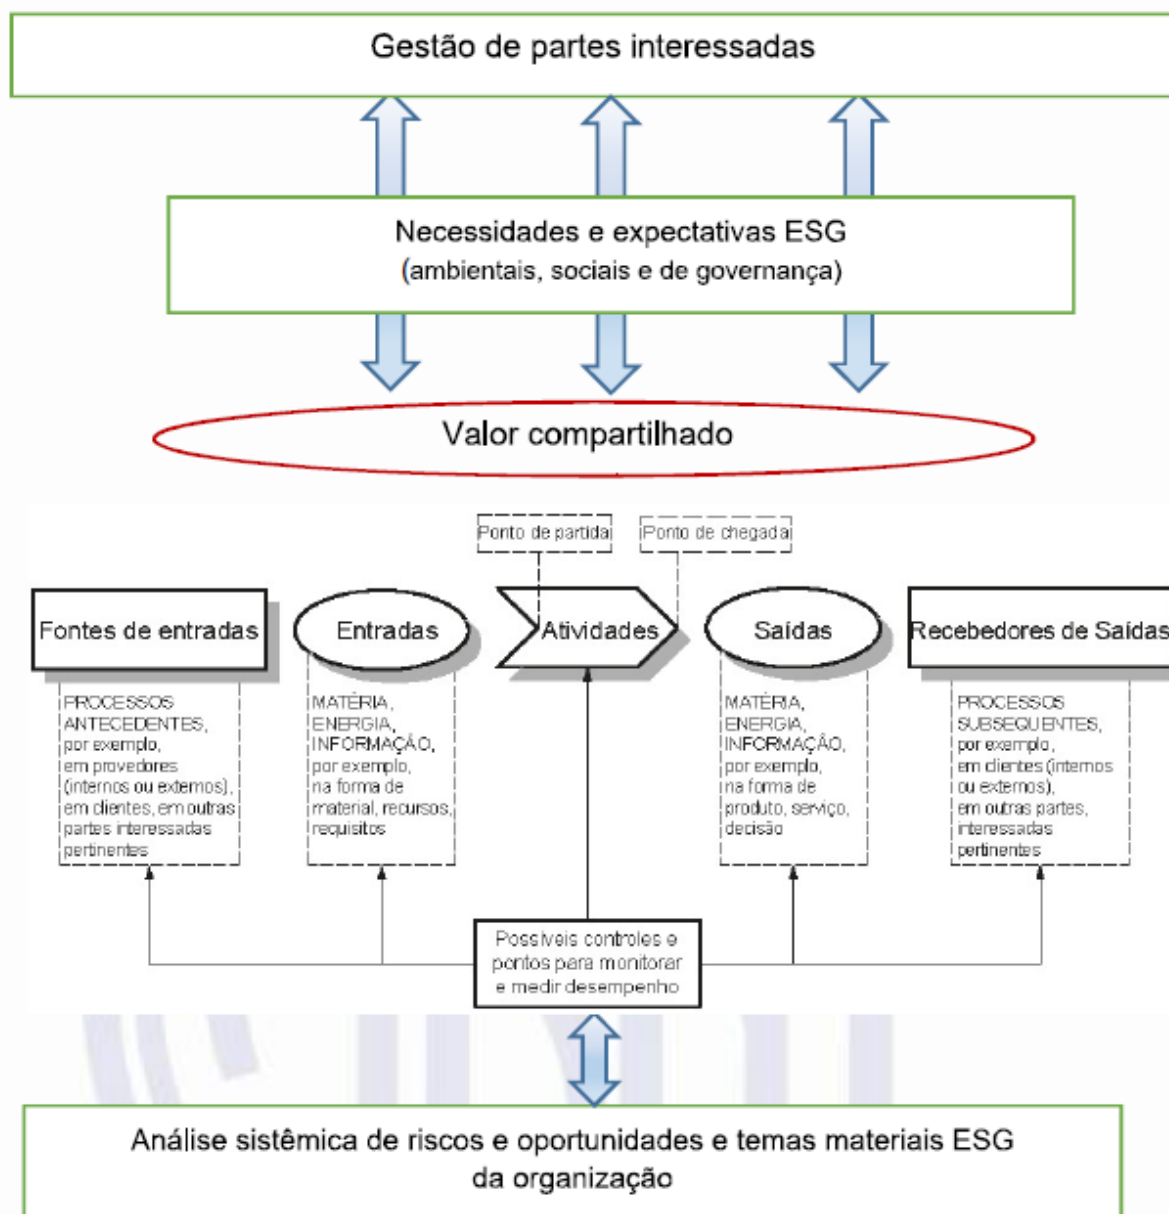 Gestão de partes interessadas
Necessidades e expectativas ESG
(ambientais, sociais e de governança)
Valor compartilhado
Ponto de partida
Ponto de chegada
Fontes de entradas
Entradas
Atividades
Saídas
Recebedores de Saídas
PROCESSOS
ANTECEDENTES,
por exemplo,
em provedores
(internos ou externos),
em clientes, em outras
partes interessadas
pertinentes
MATÉRIA,
ENERGIA,
INFORMAÇÃO,
por exemplo,
na forma de
material, recursos,
requisitos
MATÉRIA,
ENERGIA,
INFORMAÇÃO,
por exemplo,
na forma de
produto, serviço,
decisão
PROCESSOS
SUBSEQUENTES,
por exemplo,
em clientes (internos
ou externos),
em outras partes,
interessadas
pertinentes
Possíveis controles e
pontos para monitorar
e medir desempenho
Análise sistêmica de riscos e oportunidades e temas materiais ESG
da organização